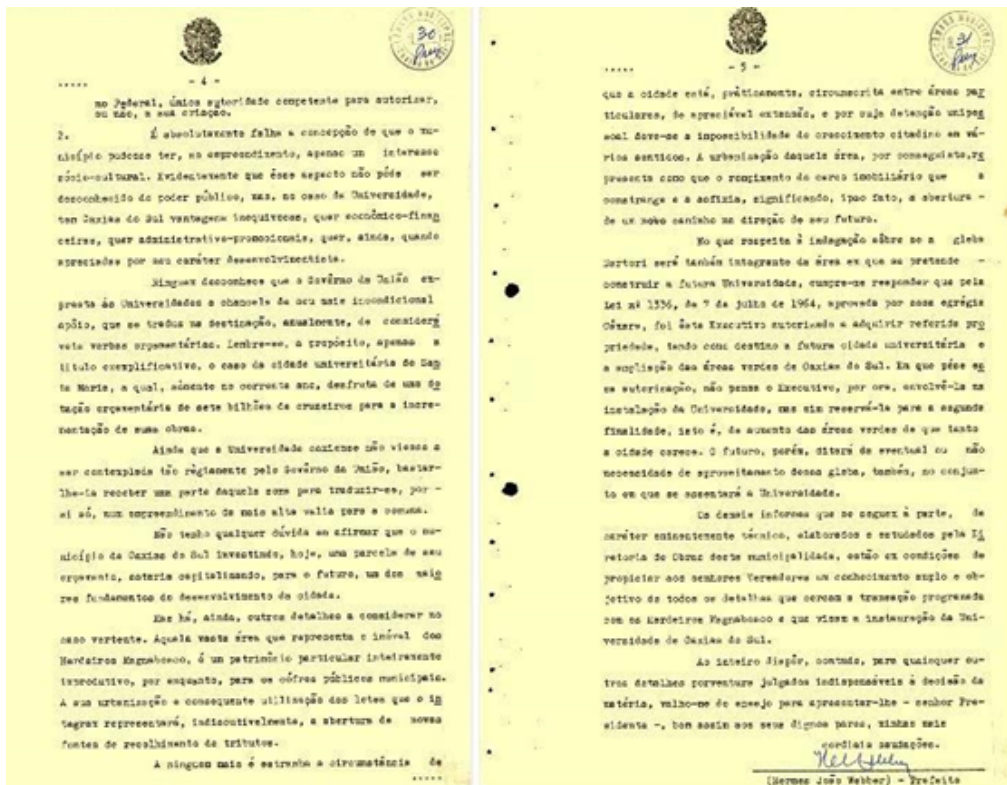 30
.....
- 4 -
no Federal, única autoridade competente para autorizar,
ou não, a sua criação.
2. É absolutamente falha a concepção de que o mu-
nicípio pudesse ter, no empreendimento, apenas um interesse
sócio-cultural. Evidentemente que êsse aspecto não póde ser
desconhecido do poder público, mas, no caso da Universidade,
tem Caxias do Sul vantagens inequívocas, quer econômico-finan
ceiras, quer administrativo-promocionais, quer, ainda, quando
apreciadas por seu caráter desenvolvimentista.
Ninguem desconhece que o Govêrno da União em-
presta às Universidades a chancela do seu mais incondicional
apôio, que se traduz na destinação, anualmente, de considerá
veis verbas orçamentárias. Lembre-se, a propósito, apenas a
título exemplificativo, o caso da cidade universitária de San
ta Maria, a qual, sòmente no corrente ano, desfruta de uma do
tação orçamentária de sete bilhões de cruzeiros para a incre-
mentação de suas obras.
Ainda que a Universidade caxiense não viesse a
ser contemplada tão règiamente pelo Govêrno da União, bastar-
lhe-ia receber uma parte daquela soma para traduzir-se, por -
si só, num empreendimento de mais alta valia para a comuna.
Não tenho qualquer dúvida em afirmar que o mu-
nicípio de Caxias do Sul investindo, hoje, uma parcela de seu
orçamento, estaria capitalizando, para o futuro, um dos maio
res fundamentos do desenvolvimento da cidade.
Mas há, ainda, outros detalhes a considerar no
caso vertente. Aquela vasta área que representa o imóvel dos
Herdeiros Magnabosco, é um patrimônio particular inteiramente
improdutivo, por enquanto, para os cófres públicos municipais.
A sua urbanização e consequente utilização dos lotes que o in
tegram representará, indiscutivelmente, a abertura de novas
fontes de recolhimento de tributos.
A ninguem mais é estranha a circunstância de
.....
31
.....
- 5 -
que a cidade está, pràticamente, circunscrita entre áreas par
ticulares, de apreciável extensão, e por cuja detenção unipes
soal deve-se a impossibilidade do crescimento citadino em vá-
rios sentidos. A urbanização daquela área, por conseguinte,re
presenta como que o rompimento do cerco imobiliário que a
constrange e a asfixia, significando, ipso fato, a abertura -
de um novo caminho na direção de seu futuro.
No que respeita à indagação sôbre se a gleba
Sartori será também integrante da área em que se pretende -
construir a futura Universidade, cumpre-me responder que pela
Lei nº 1336, de 7 de julho de 1964, aprovada por essa egrégia
Câmara, foi êste Executivo autorizado a adquirir referida pro
priedade, tendo como destino a futura cidade universitária e
a ampliação das áreas verdes de Caxias do Sul. Em que pêse es
sa autorização, não pensa o Executivo, por ora, envolvê-la na
instalação da Universidade, mas sim reservá-la para a segunda
finalidade, isto é, do aumento das áreas verdes de que tanto
a cidade carece. O futuro, porém, ditará da eventual ou não
necessidade de aproveitamento dessa gleba, também, no conjun-
to em que se assentará a Universidade.
Os demais informes que se seguem à parte, de
caráter eminentemente técnico, elaborados e estudados pela Di
retoria de Obras desta municipalidade, estão em condições de
propiciar aos senhores Vereadores um conhecimento amplo e ob-
jetivo de todos os detalhes que cercam a transação programada
com os Herdeiros Magnabosco e que visam a instauração da Uni-
versidade de Caxias do Sul.
Ao inteiro dispôr, contudo, para quaisquer ou-
tros detalhes porventura julgados indispensáveis à decisão da
matéria, valho-me do ensejo para apresentar-lhe - senhor Pre-
sidente -, bem assim aos seus dignos pares, minhas mais
cordiais saudações.
(Hermes João Webber) - Prefeito